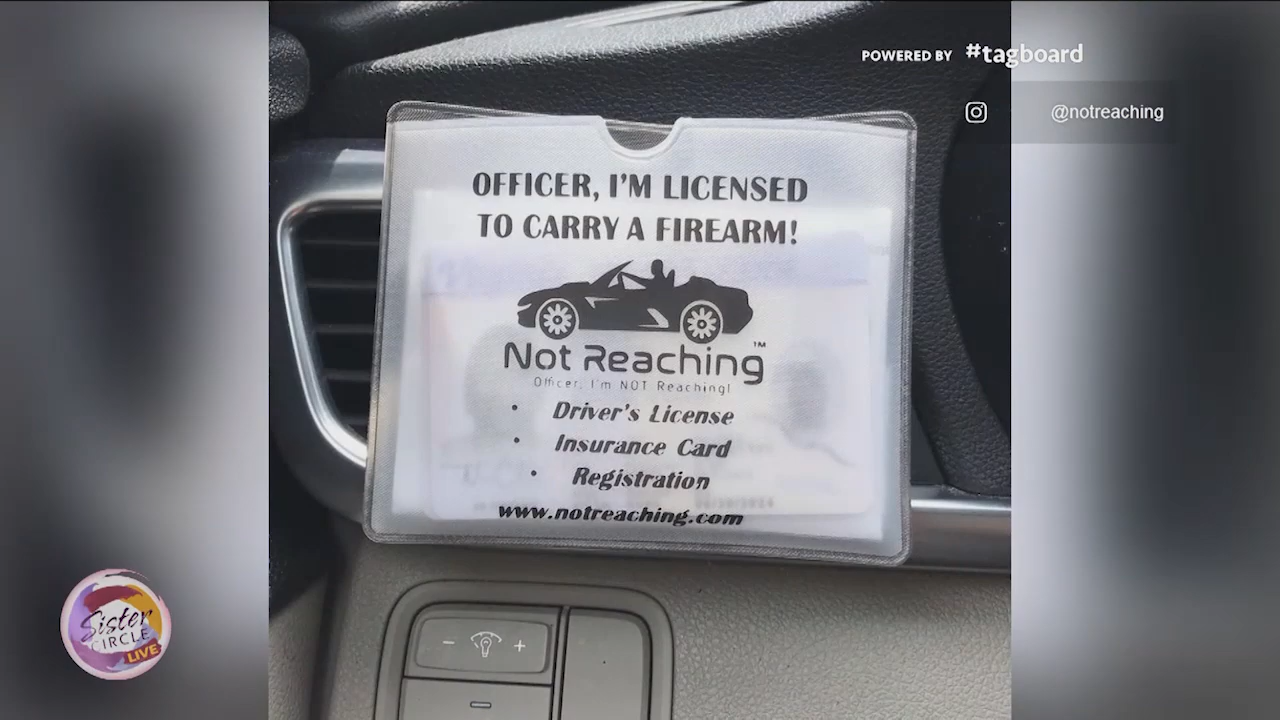 POWERED BY #tagboard
@notreaching
OFFICER, I'M LICENSED
TO CARRY A FIREARM!
Not Reaching™
Officer, I'm NOT Reaching!
• Driver's License
• Insurance Card
• Registration
www.notreaching.com
- +
-
Sister
CIRCLE
LIVE